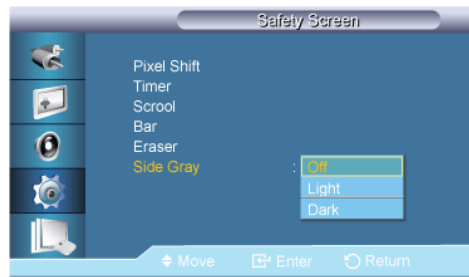 Safety Screen
Pixel Shift
Timer
Scrool
Bar
Eraser
Side Gray : Off
Light
Dark
Move Enter Return